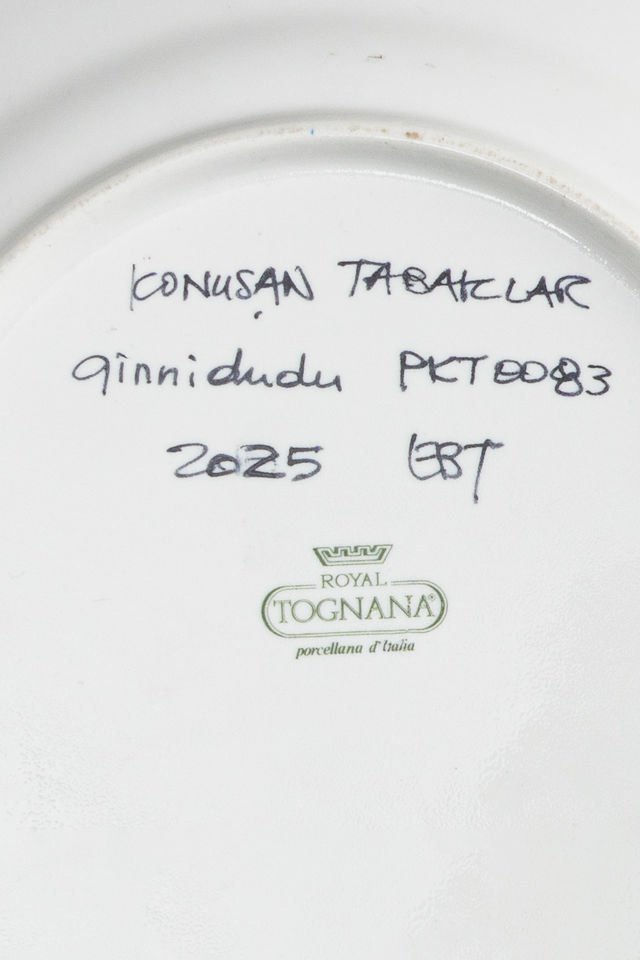 KONUŞAN TABAKLAR
ginnidudu PKT0083
2025 EBT
ROYAL
TOGNANA®
porcellana d'Italia